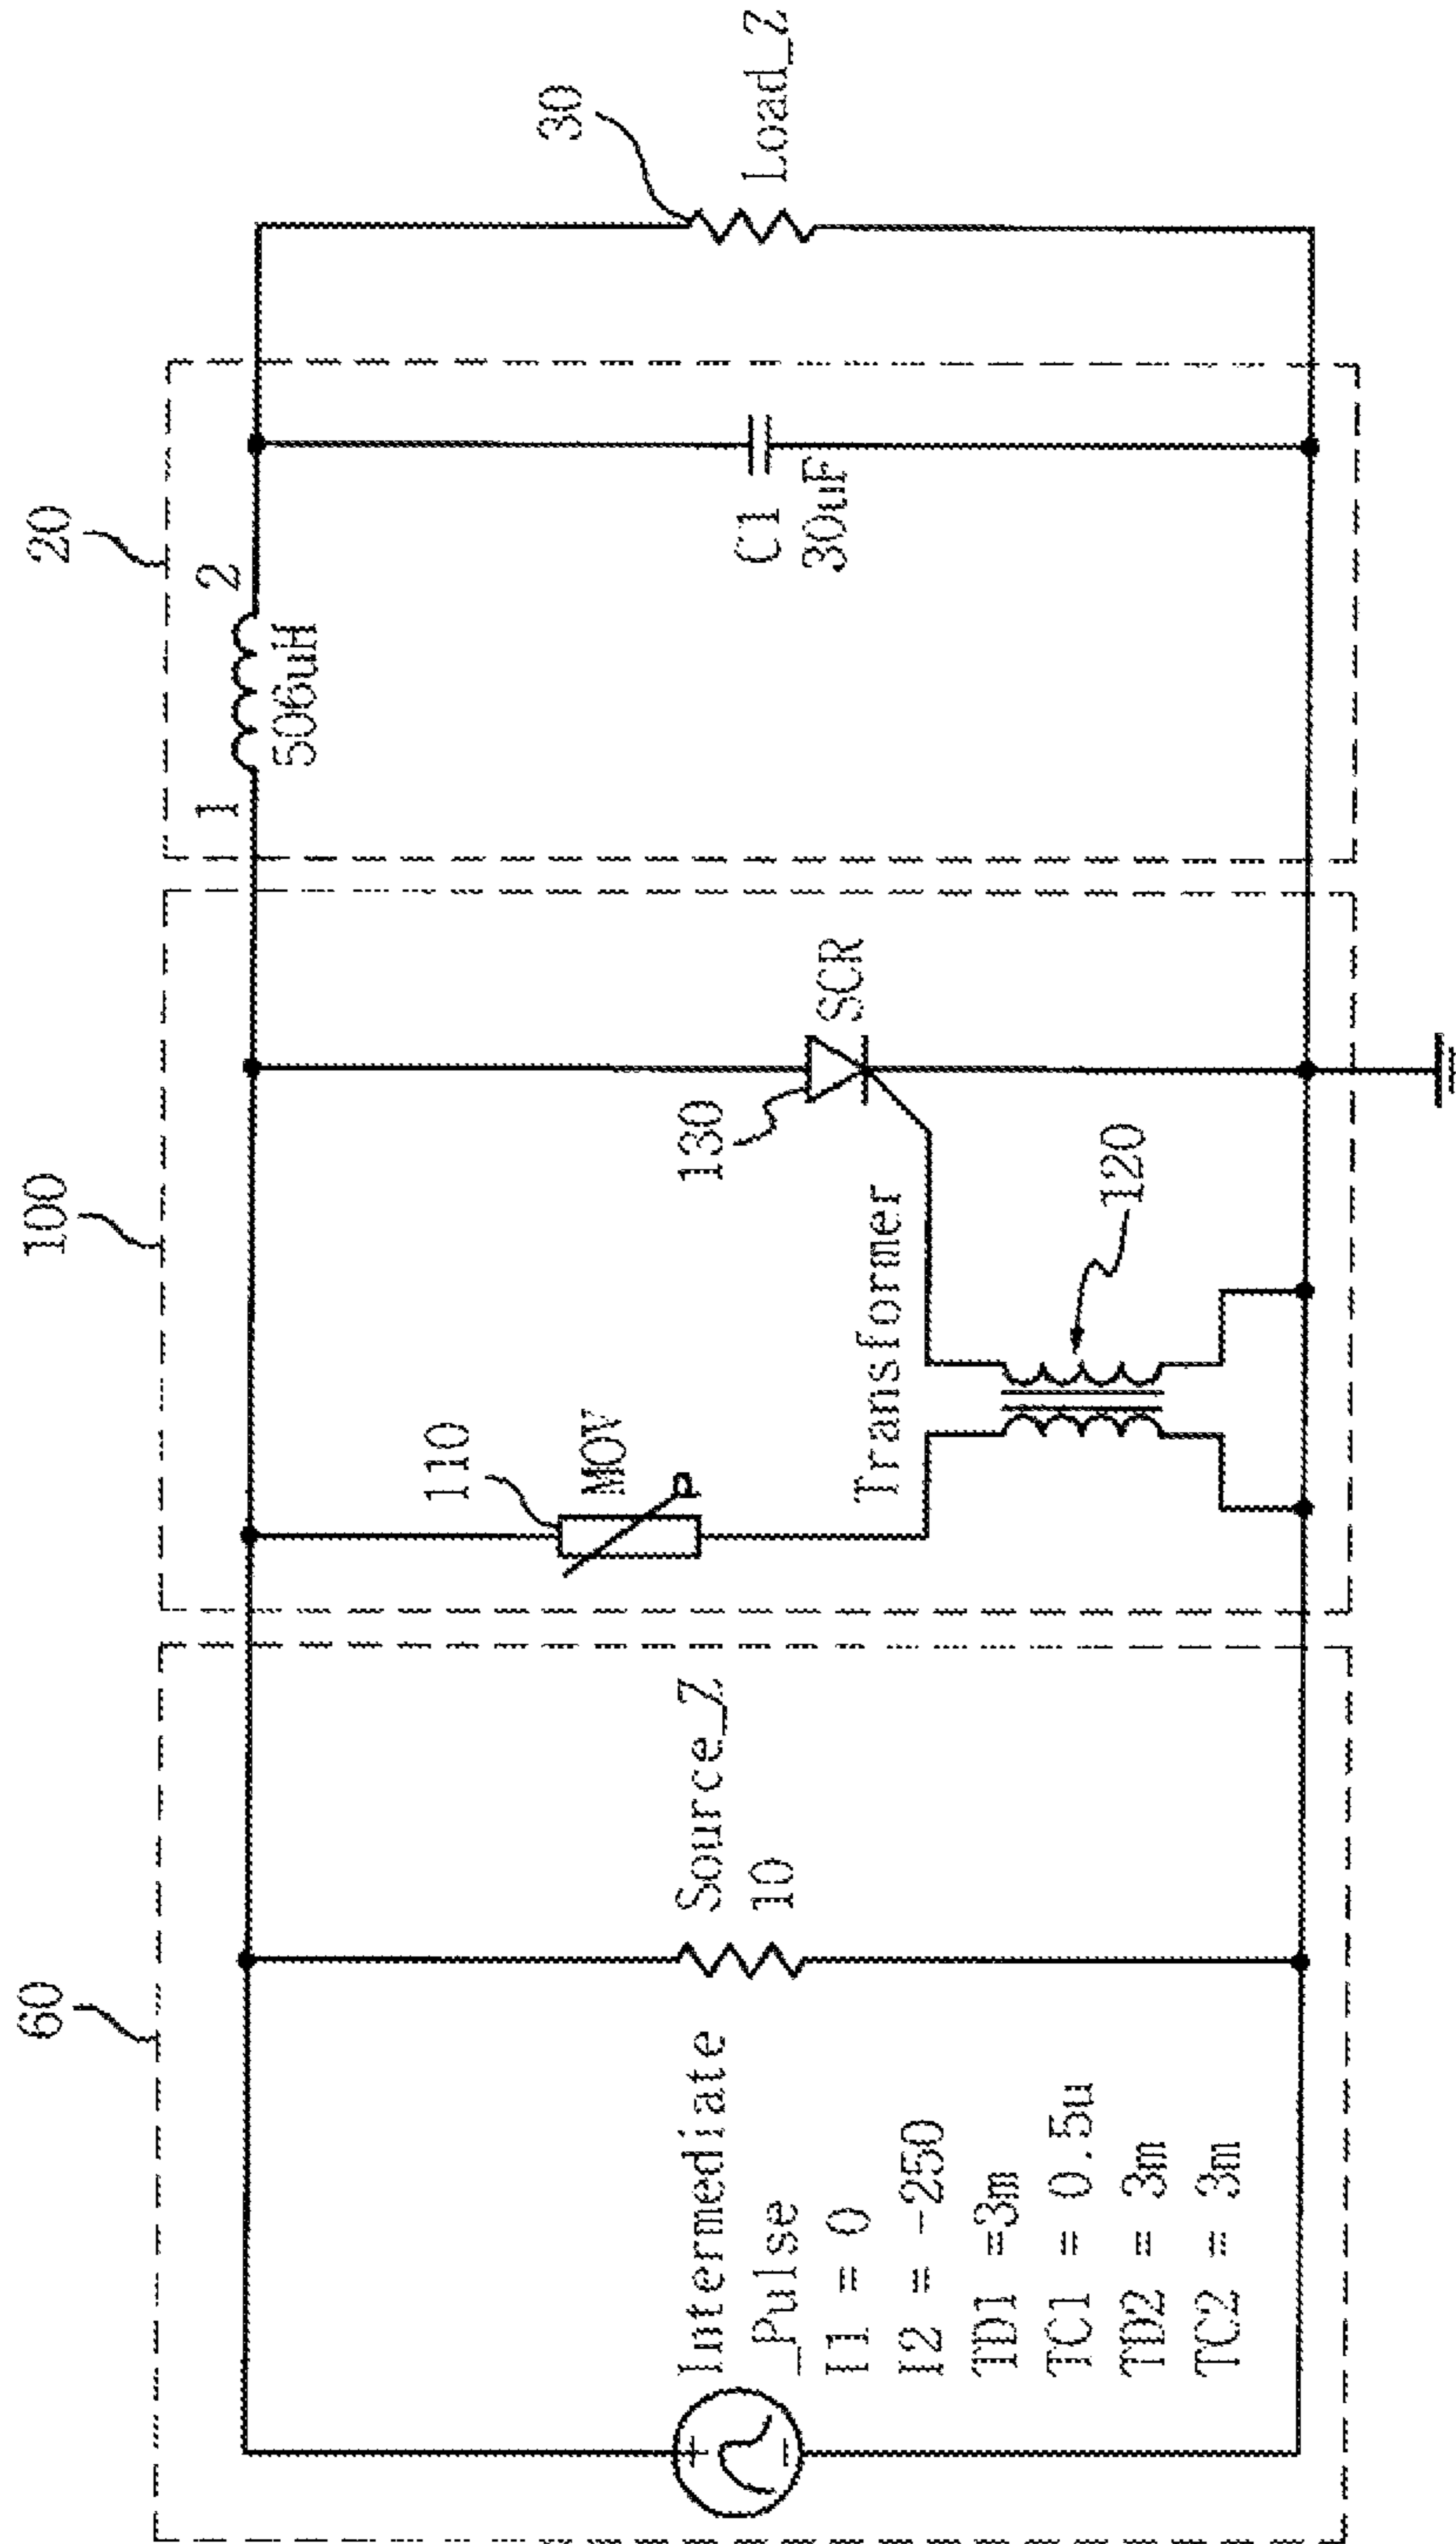 60
100
20
Intermediate
_Pulse
I1 = 0
I2 = -250
TD1 =3m
TC1 = 0.5u
TD2 = 3m
TC2 = 3m
Source_Z
10
110
MOV
Transformer
120
130
SCR
1
2
506uH
C1
30uF
30
Load_Z